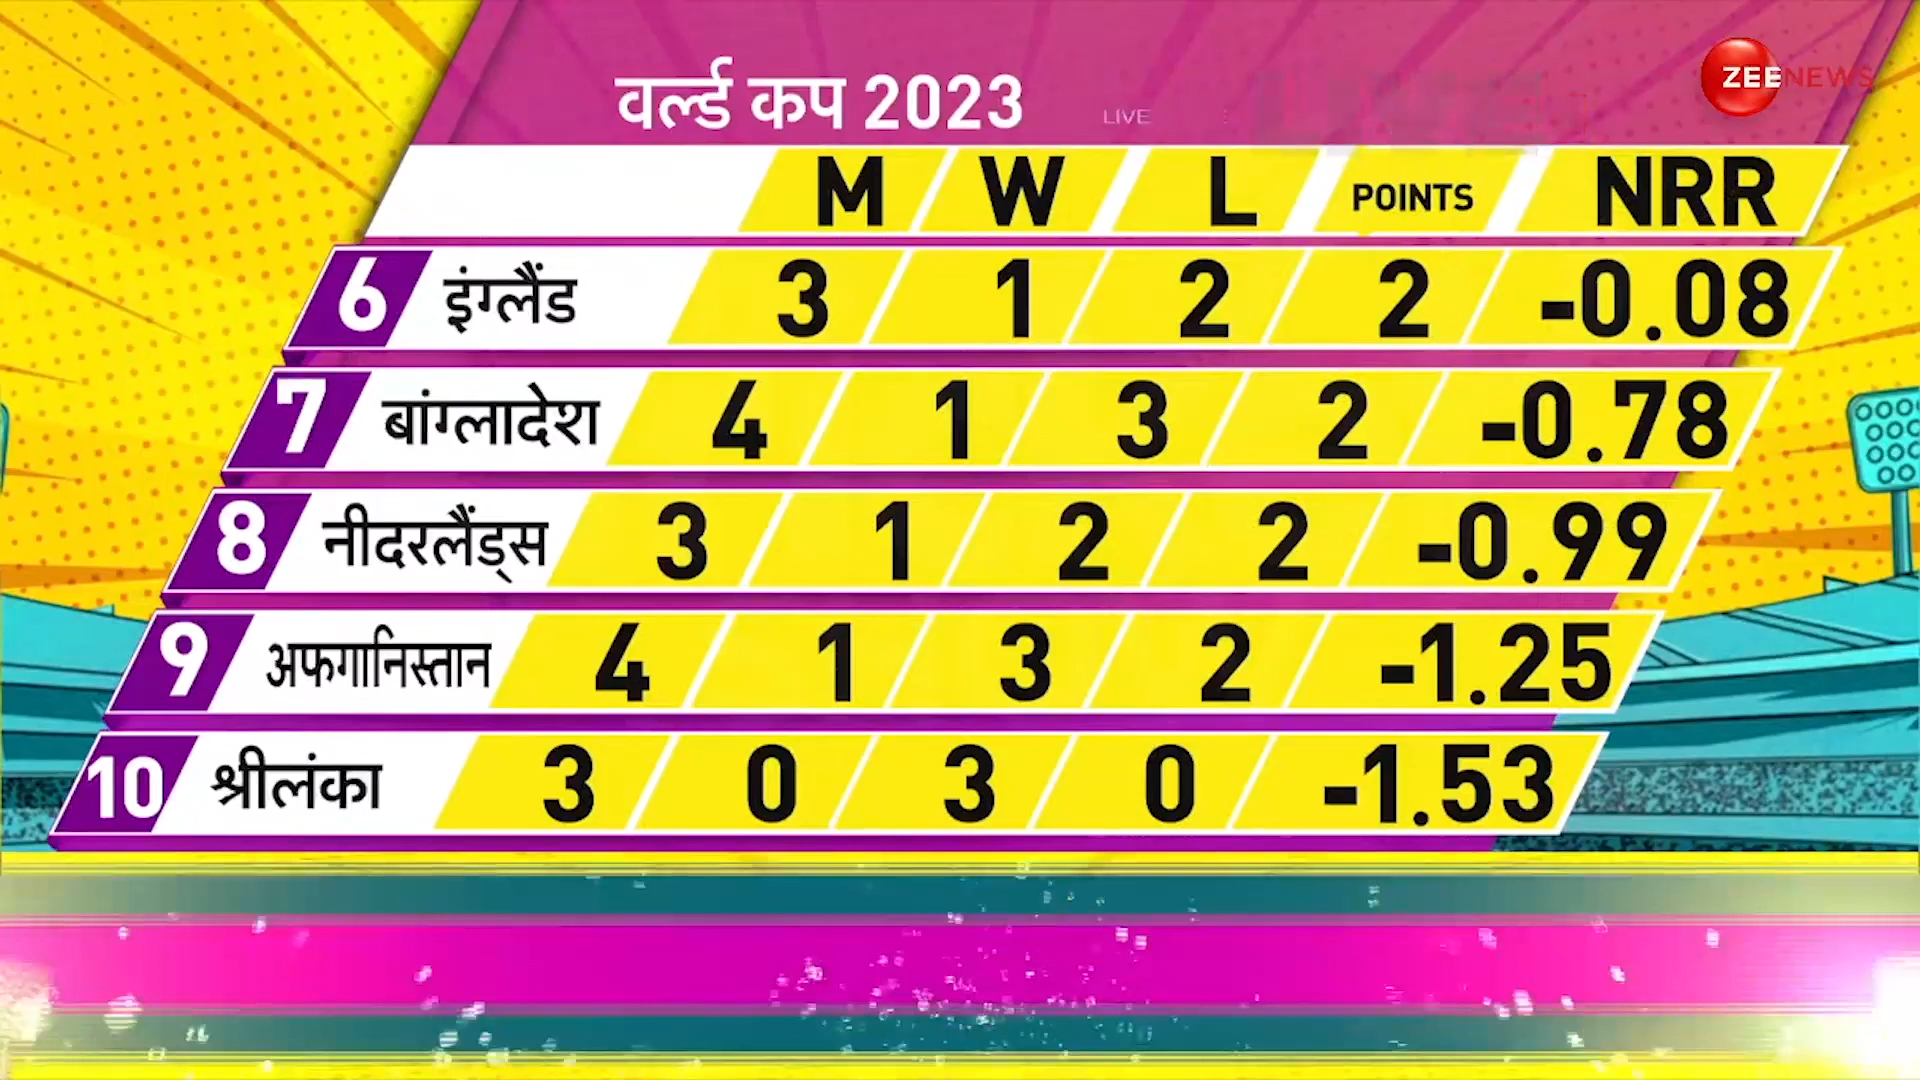 वर्ल्ड कप 2023
LIVE
ZEE NEWS
M W L POINTS NRR
6 इंग्लैंड 3 1 2 2 -0.08
7 बांग्लादेश 4 1 3 2 -0.78
8 नीदरलैंड्स 3 1 2 2 -0.99
9 अफगानिस्तान 4 1 3 2 -1.25
10 श्रीलंका 3 0 3 0 -1.53